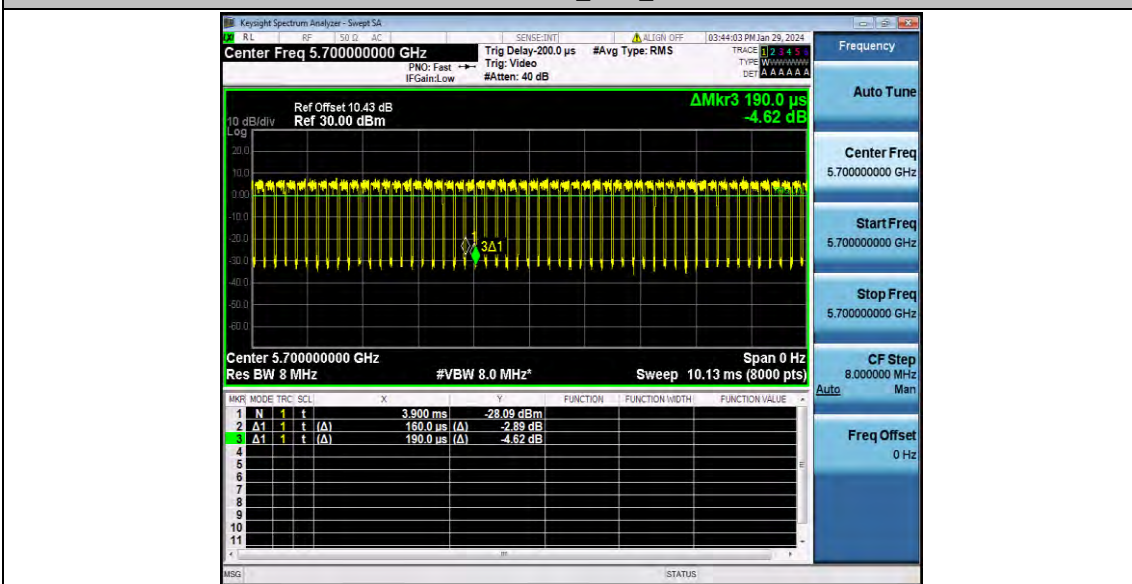 Keysight Spectrum Analyzer - Swept SA
RL RF 50 Ω AC SENSE:INT ALIGN OFF 03:44:03 PM Jan 29, 2024
Center Freq 5.700000000 GHz
Trig Delay-200.0 µs #Avg Type: RMS
TRACE 1 2 3 4 5 6
PNO: Fast Trig: Video
TYPE W
IFGain:Low #Atten: 40 dB
DET A A A A A A
ΔMkr3 190.0 µs
-4.62 dB
Ref Offset 10.43 dB
10 dB/div Ref 30.00 dBm
Log
20.0
10.0
0.00
-10.0
-20.0
-30.0
-40.0
-50.0
-60.0
1
3Δ1
Center 5.700000000 GHz Span 0 Hz
Res BW 8 MHz #VBW 8.0 MHz* Sweep 10.13 ms (8000 pts)
MKR MODE TRC SCL X Y FUNCTION FUNCTION WIDTH FUNCTION VALUE
1 N 1 t 3.900 ms -28.09 dBm
2 Δ1 1 t (Δ) 160.0 µs (Δ) -2.89 dB
3 Δ1 1 t (Δ) 190.0 µs (Δ) -4.62 dB
4
5
6
7
8
9
10
11
MSG STATUS
Frequency
Auto Tune
Center Freq
5.700000000 GHz
Start Freq
5.700000000 GHz
Stop Freq
5.700000000 GHz
CF Step
8.000000 MHz
Auto Man
Freq Offset
0 Hz